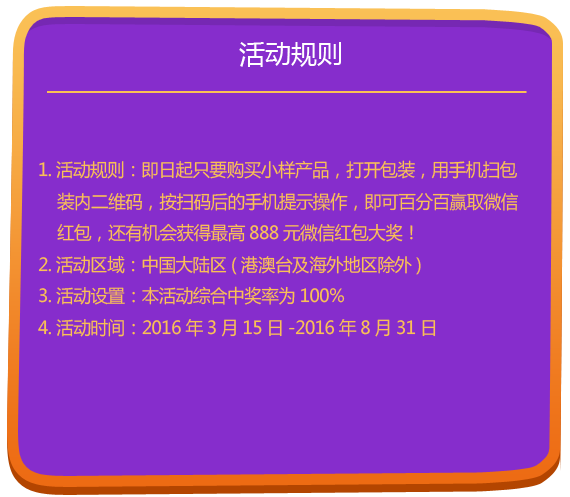 活动规则
1. 活动规则：即日起只要购买小样产品，打开包装，用手机扫包
装内二维码，按扫码后的手机提示操作，即可百分百赢取微信
红包，还有机会获得最高 888 元微信红包大奖！
2. 活动区域：中国大陆区 ( 港澳台及海外地区除外 )
3. 活动设置：本活动综合中奖率为 100%
4. 活动时间：2016 年 3 月 15 日 -2016 年 8 月 31 日